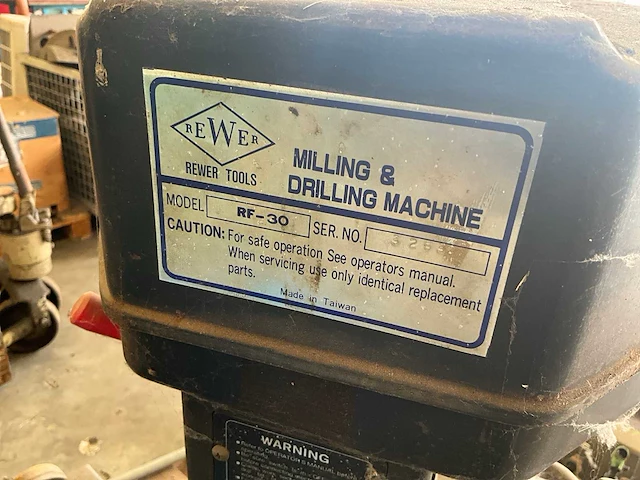 REWER
REWER TOOLS
MILLING &
DRILLING MACHINE
MODEL RF-30 SER. NO.
CAUTION: For safe operation See operators manual.
When servicing use only identical replacement
parts.
Made in Taiwan
WARNING